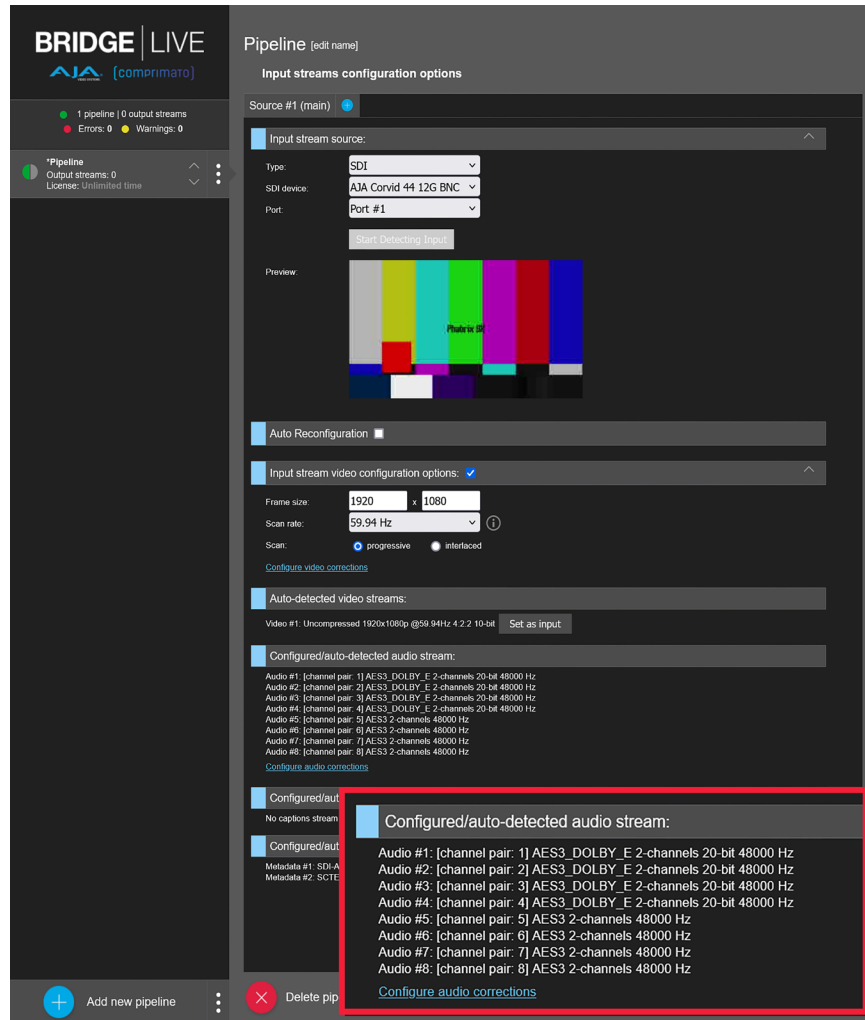 BRIDGE LIVE
AJA VIDEO SYSTEMS [comprimato]
1 pipeline | 0 output streams
Errors: 0 Warnings: 0
*Pipeline
Output streams: 0
License: Unlimited time
Pipeline [edit name]
Input streams configuration options
Source #1 (main)
Input stream source:
Type: SDI
SDI device: AJA Corvid 44 12G BNC
Port: Port #1
Start Detecting Input
Preview:
Phabrix
Auto Reconfiguration
Input stream video configuration options:
Frame size: 1920 x 1080
Scan rate: 59.94 Hz
Scan: progressive interlaced
Configure video corrections
Auto-detected video streams:
Video #1: Uncompressed 1920x1080p @59.94Hz 4:2:2 10-bit Set as input
Configured/auto-detected audio stream:
Audio #1: [channel pair: 1] AES3_DOLBY_E 2-channels 20-bit 48000 Hz
Audio #2: [channel pair: 2] AES3_DOLBY_E 2-channels 20-bit 48000 Hz
Audio #3: [channel pair: 3] AES3_DOLBY_E 2-channels 20-bit 48000 Hz
Audio #4: [channel pair: 4] AES3_DOLBY_E 2-channels 20-bit 48000 Hz
Audio #5: [channel pair: 5] AES3 2-channels 48000 Hz
Audio #6: [channel pair: 6] AES3 2-channels 48000 Hz
Audio #7: [channel pair: 7] AES3 2-channels 48000 Hz
Audio #8: [channel pair: 8] AES3 2-channels 48000 Hz
Configure audio corrections
Configured/aut
No captions stream
Configured/aut
Metadata #1: SDI-A
Metadata #2: SCTE
Configured/auto-detected audio stream:
Audio #1: [channel pair: 1] AES3_DOLBY_E 2-channels 20-bit 48000 Hz
Audio #2: [channel pair: 2] AES3_DOLBY_E 2-channels 20-bit 48000 Hz
Audio #3: [channel pair: 3] AES3_DOLBY_E 2-channels 20-bit 48000 Hz
Audio #4: [channel pair: 4] AES3_DOLBY_E 2-channels 20-bit 48000 Hz
Audio #5: [channel pair: 5] AES3 2-channels 48000 Hz
Audio #6: [channel pair: 6] AES3 2-channels 48000 Hz
Audio #7: [channel pair: 7] AES3 2-channels 48000 Hz
Audio #8: [channel pair: 8] AES3 2-channels 48000 Hz
Configure audio corrections
Add new pipeline
Delete pip